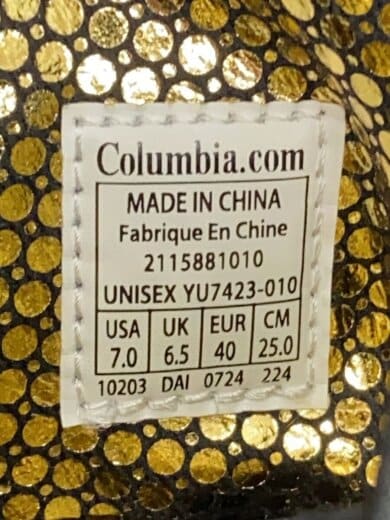 Columbia.com
MADE IN CHINA
Fabrique En Chine
2115881010
UNISEX YU7423-010
USA UK EUR CM
7.0 6.5 40 25.0
10203 DAI 0724 224